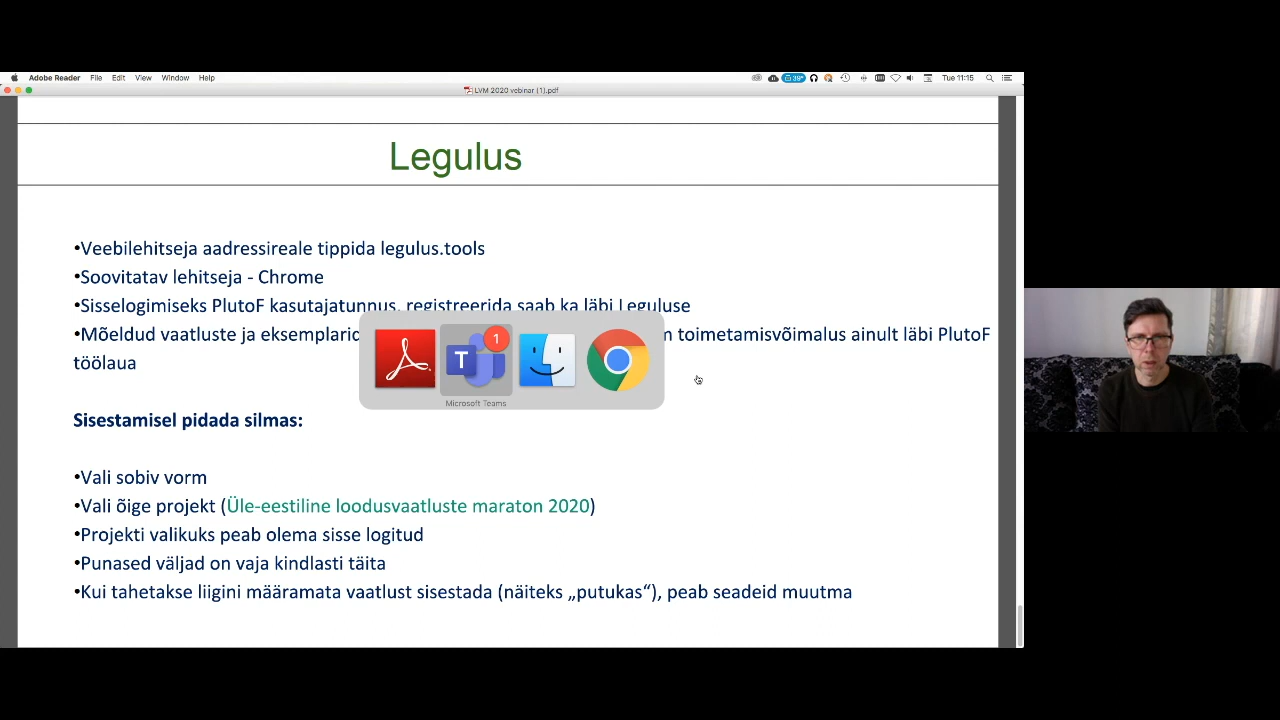 Adobe Reader File Edit View Window Help 39° Tue 11:15
LVM 2020 vebinar (1).pdf
Legulus
•Veebilehitseja aadressireale tippida legulus.tools
•Soovitatav lehitseja - Chrome
•Sisselogimiseks PlutoF kasutajatunnus, registreerida saab ka läbi Leguluse
•Mõeldud vaatluste ja eksemplarid toimetamisvõimalus ainult läbi PlutoF
töölaua
T 1
Microsoft Teams
Sisestamisel pidada silmas:
•Vali sobiv vorm
•Vali õige projekt (Üle-eestiline loodusvaatluste maraton 2020)
•Projekti valikuks peab olema sisse logitud
•Punased väljad on vaja kindlasti täita
•Kui tahetakse liigini määramata vaatlust sisestada (näiteks „putukas“), peab seadeid muutma